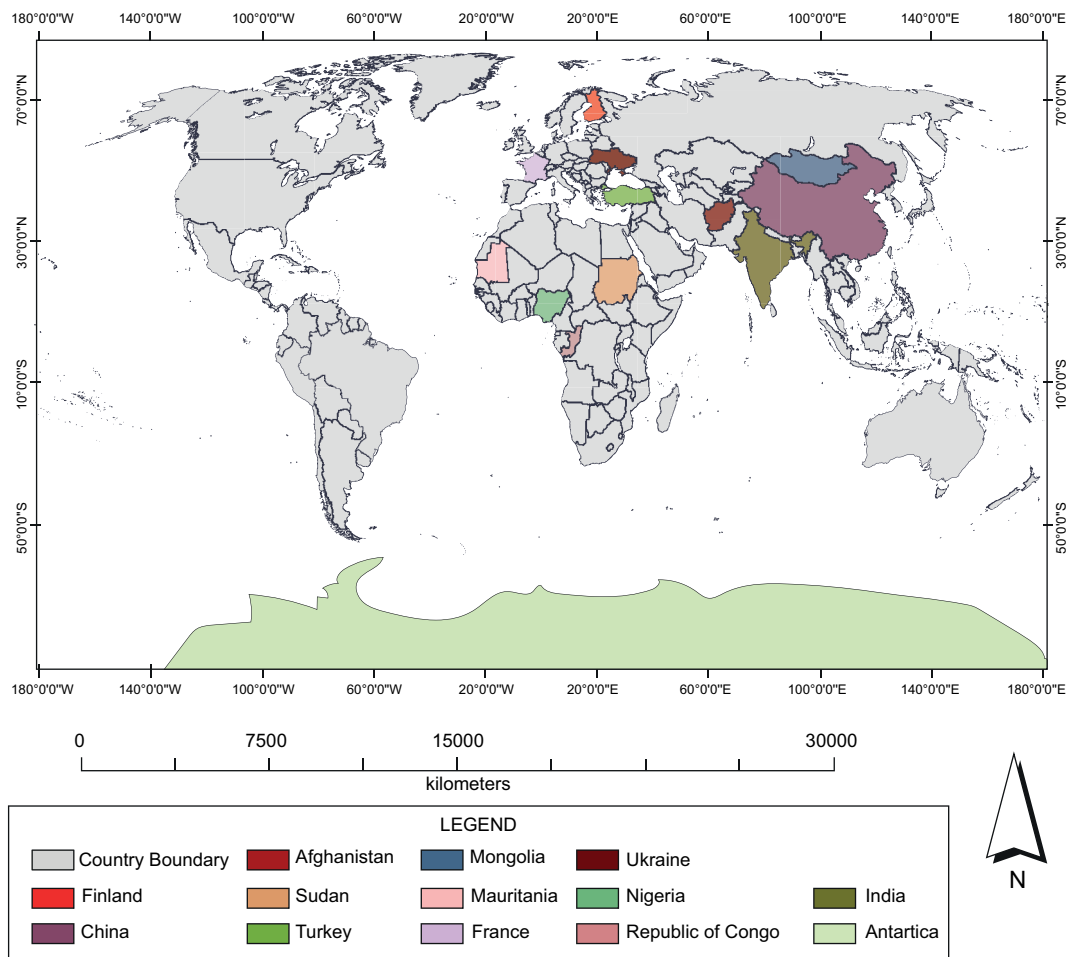 180°0'0"W 140°0'0"W 100°0'0"W 60°0'0"W 20°0'0"W 20°0'0"E 60°0'0"E 100°0'0"E 140°0'0"E 180°0'0"E
70°0'0"N 70°0'0"N
30°0'0"N 30°0'0"N
10°0'0"S 10°0'0"S
50°0'0"S 50°0'0"S
180°0'0"W 140°0'0"W 100°0'0"W 60°0'0"W 20°0'0"W 20°0'0"E 60°0'0"E 100°0'0"E 140°0'0"E 180°0'0"E
0 7500 15000 30000
kilometers
N
LEGEND
Country Boundary Afghanistan Mongolia Ukraine
Finland Sudan Mauritania Nigeria India
China Turkey France Republic of Congo Antartica